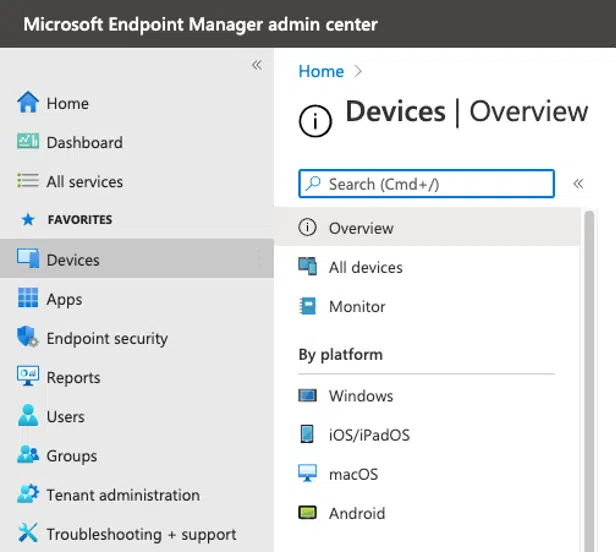 Microsoft Endpoint Manager admin center
«
Home
Dashboard
All services
FAVORITES
Devices
Apps
Endpoint security
Reports
Users
Groups
Tenant administration
Troubleshooting + support
Home >
Devices | Overview
Search (Cmd+/)
«
Overview
All devices
Monitor
By platform
Windows
iOS/iPadOS
macOS
Android